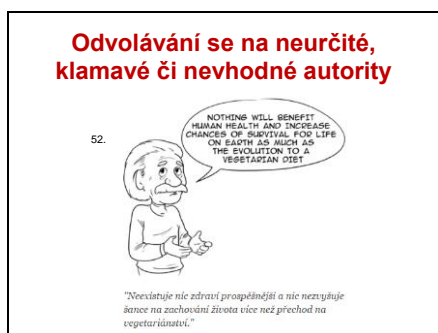 Odvolávání se na neurčité,
klamavé či nevhodné autority
52.
NOTHING WILL BENEFIT
HUMAN HEALTH AND INCREASE
CHANCES OF SURVIVAL FOR LIFE
ON EARTH AS MUCH AS
THE EVOLUTION TO A
VEGETARIAN DIET
"Neexistuje nic zdraví prospěšnější a nic nezvyšuje
šance na zachování života více než přechod na
vegetariánství."